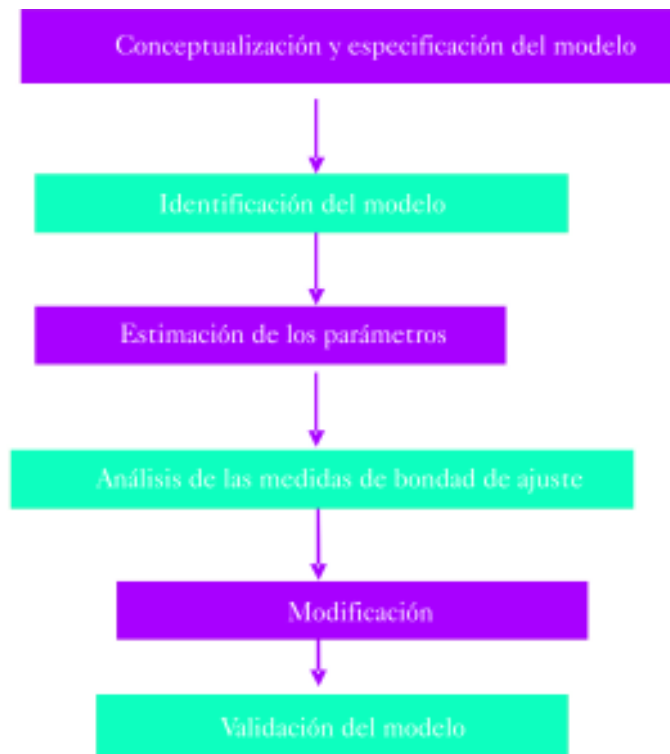 Conceptualización y especificación del modelo
Identificación del modelo
Estimación de los parámetros
Análisis de las medidas de bondad de ajuste
Modificación
Validación del modelo